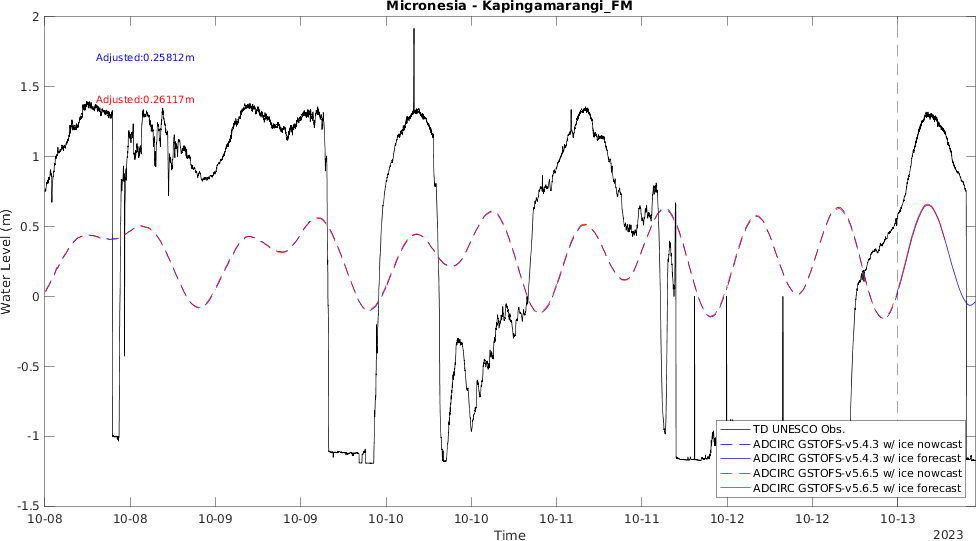 Micronesia - Kapingamarangi_FM
Adjusted:0.25812m
Adjusted:0.26117m
Water Level (m)
2
1.5
1
0.5
0
-0.5
-1
-1.5
TD UNESCO Obs.
ADCIRC GSTOFS-v5.4.3 w/ ice nowcast
ADCIRC GSTOFS-v5.4.3 w/ ice forecast
ADCIRC GSTOFS-v5.6.5 w/ ice nowcast
ADCIRC GSTOFS-v5.6.5 w/ ice forecast
10-08 10-08 10-09 10-09 10-10 10-10 10-11 10-11 10-12 10-12 10-13
Time
2023